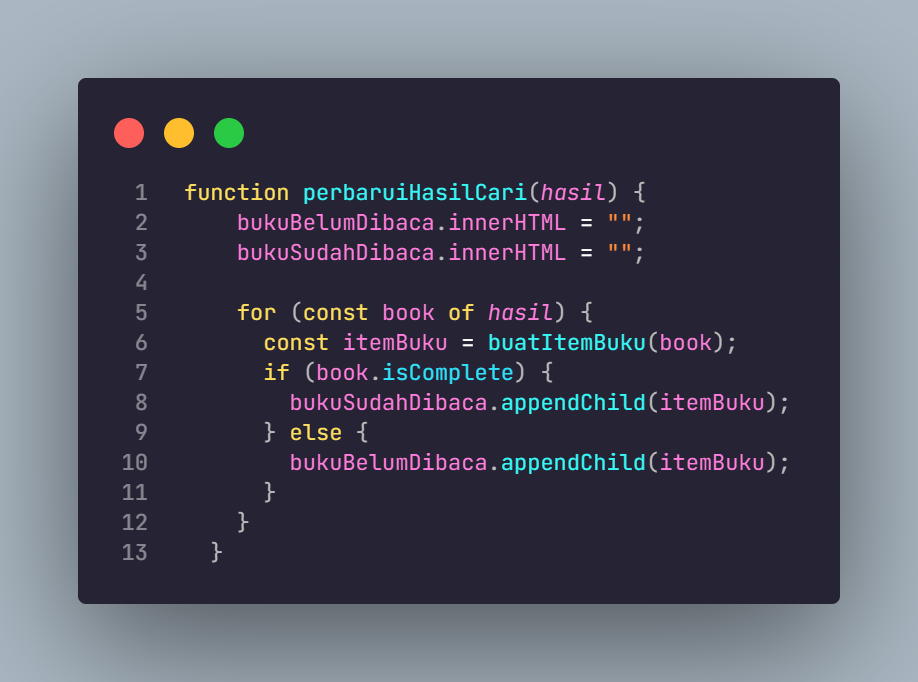 1 function perbaruiHasilCari(hasil) {
2 bukuBelumDibaca.innerHTML = "";
3 bukuSudahDibaca.innerHTML = "";
4
5 for (const book of hasil) {
6 const itemBuku = buatItemBuku(book);
7 if (book.isComplete) {
8 bukuSudahDibaca.appendChild(itemBuku);
9 } else {
10 bukuBelumDibaca.appendChild(itemBuku);
11 }
12 }
13 }